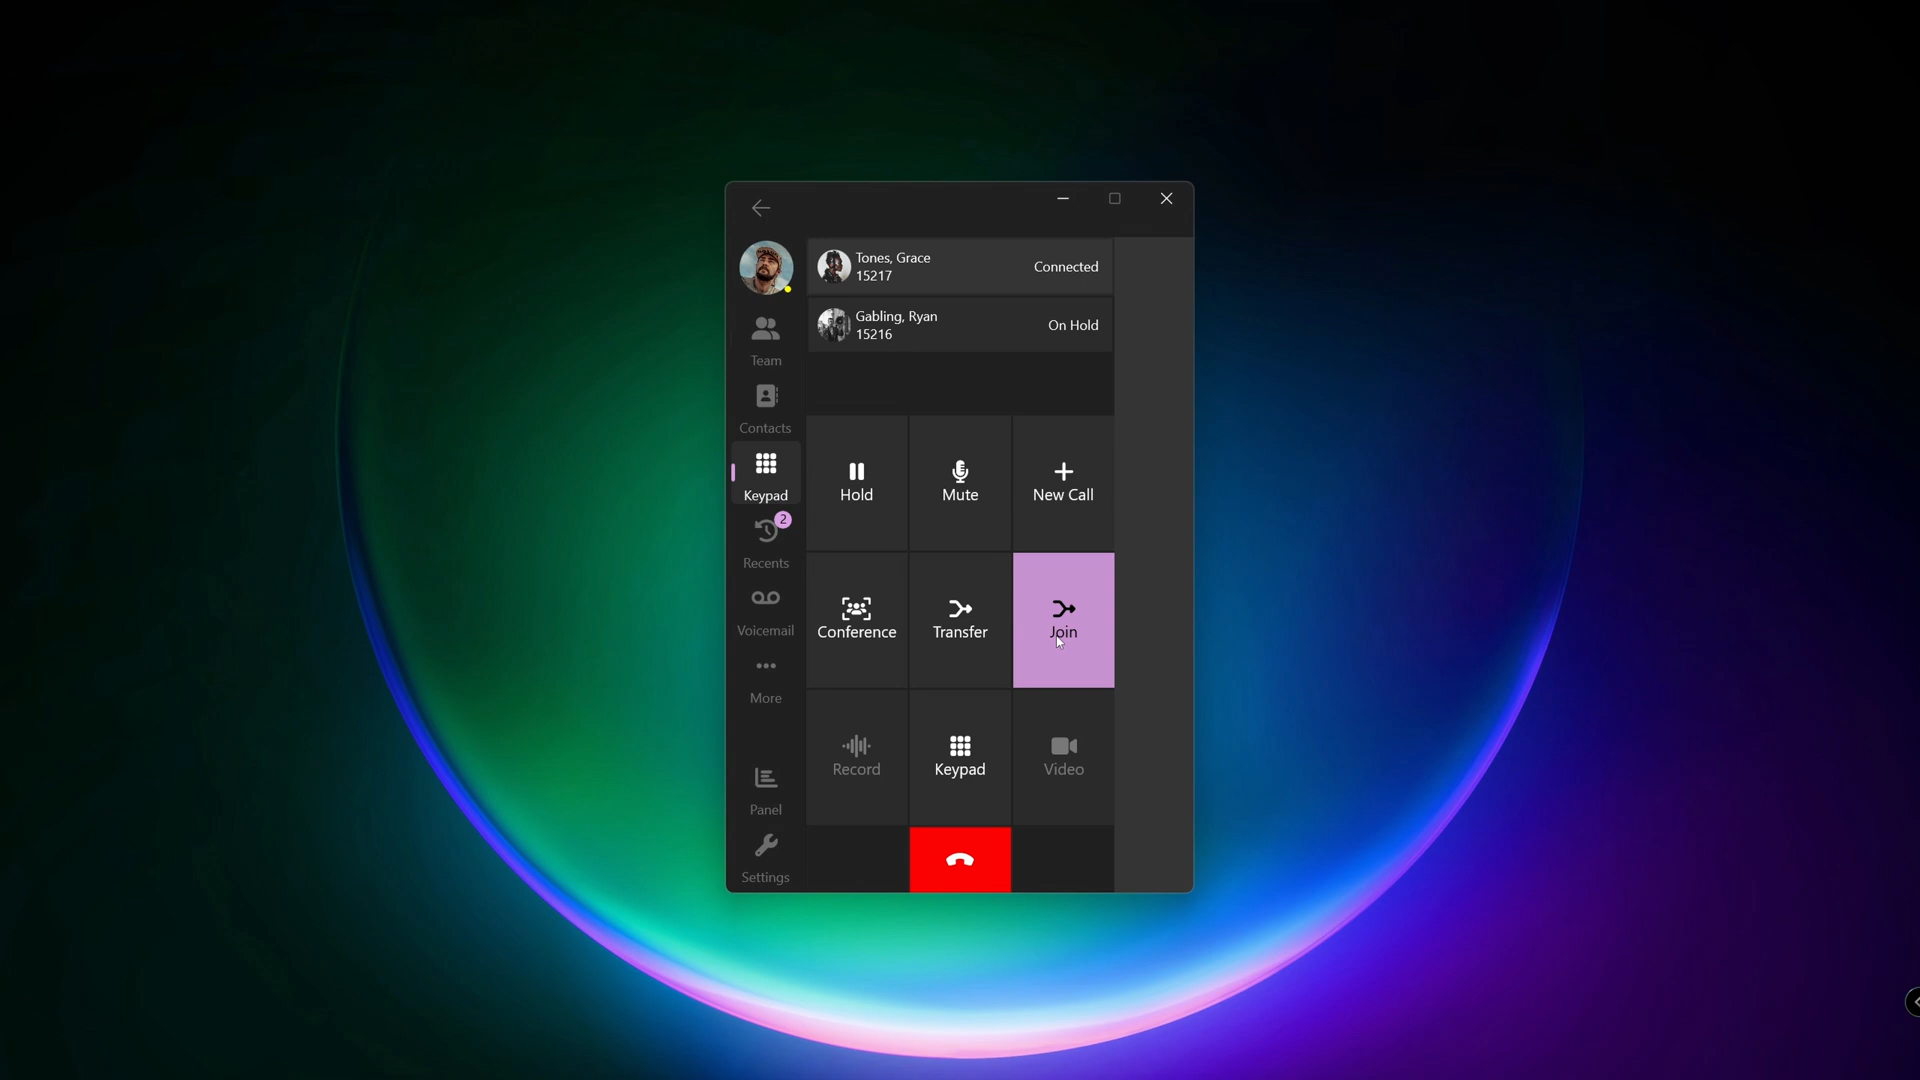 Tones, Grace
15217
Connected
Gabling, Ryan
15216
On Hold
Team
Contacts
Keypad
2
Recents
Voicemail
More
Panel
Settings
Hold
Mute
New Call
Conference
Transfer
Join
Record
Keypad
Video